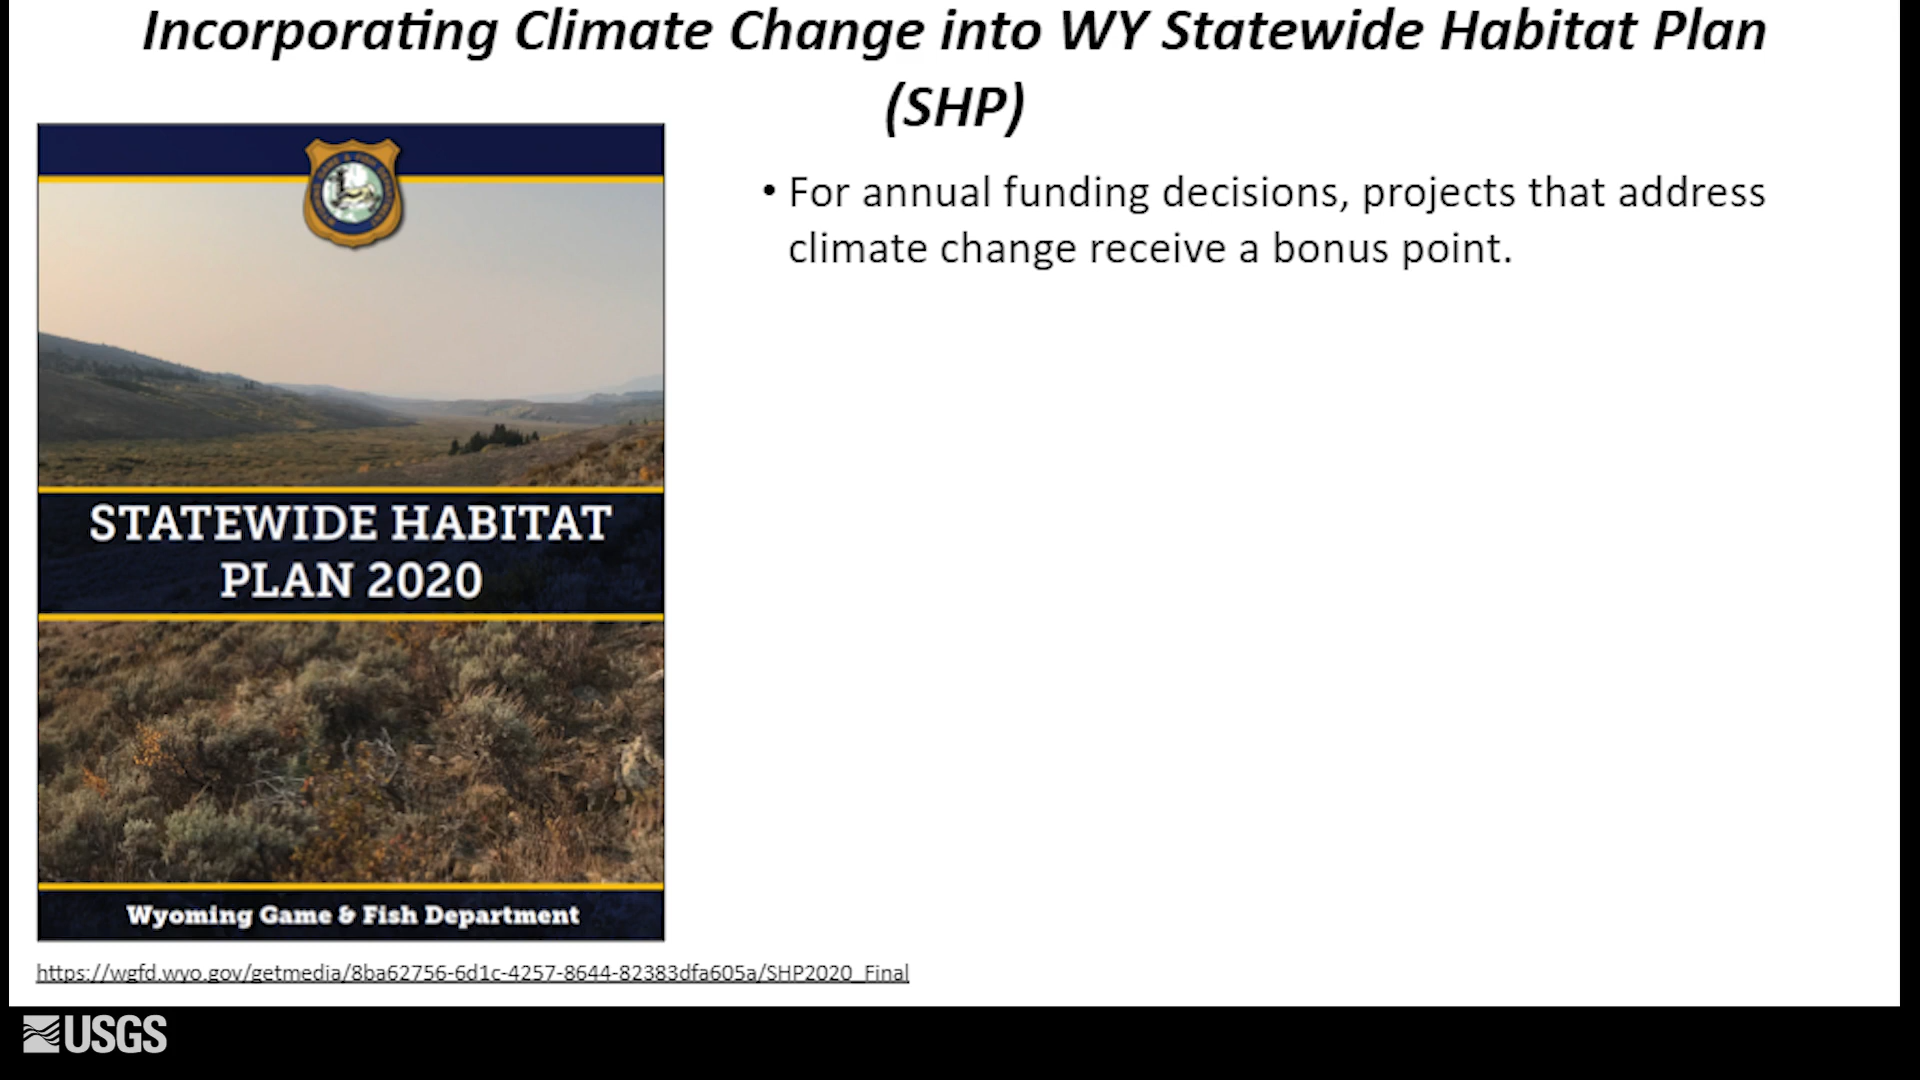 Incorporating Climate Change into WY Statewide Habitat Plan
(SHP)
• For annual funding decisions, projects that address
climate change receive a bonus point.
STATEWIDE HABITAT
PLAN 2020
Wyoming Game & Fish Department
https://wgfd.wyo.gov/getmedia/8ba62756-6d1c-4257-8644-82383dfa605a/SHP2020_Final
USGS